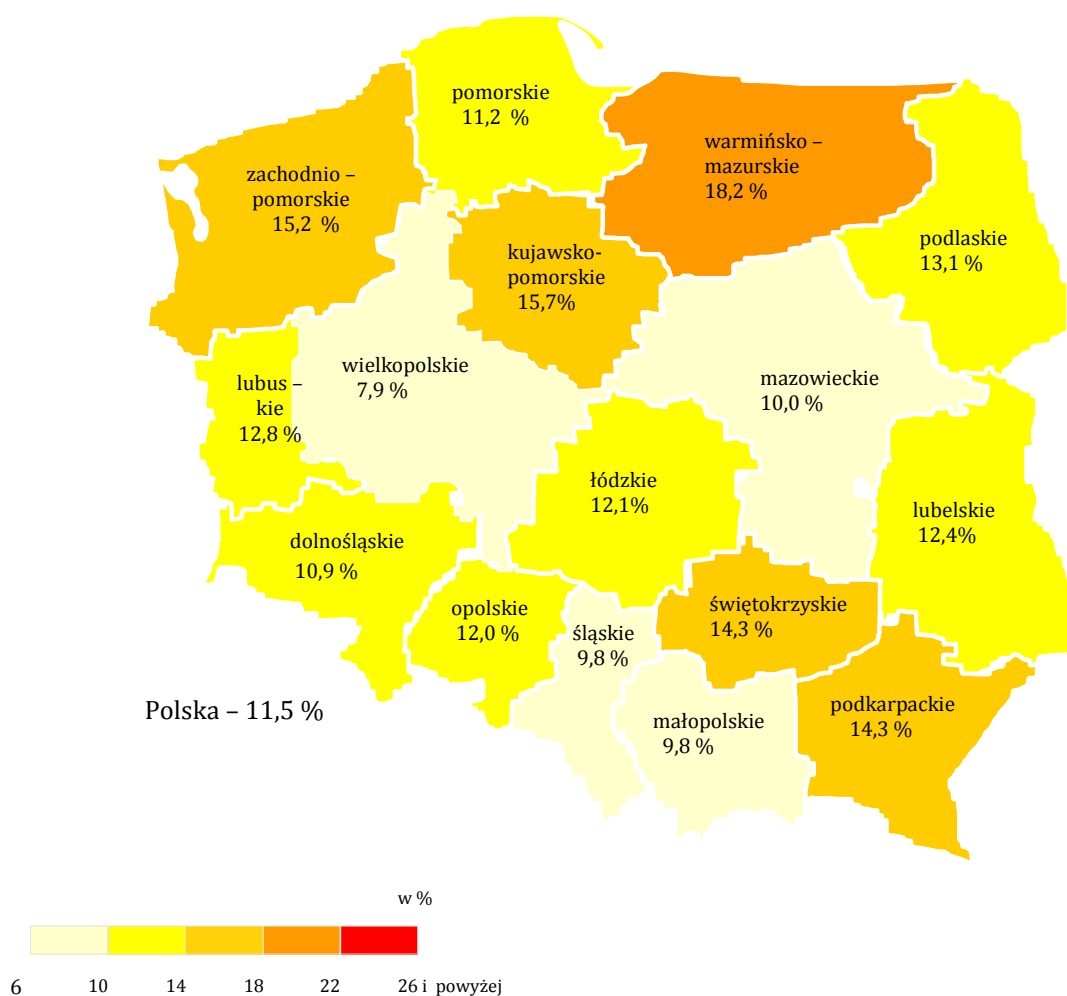 pomorskie
11,2 %
warmińsko –
mazurskie
18,2 %
zachodnio –
pomorskie
15,2 %
kujawsko-
pomorskie
15,7%
podlaskie
13,1 %
wielkopolskie
7,9 %
mazowieckie
10,0 %
lubus –
kie
12,8 %
łódzkie
12,1%
lubelskie
12,4%
dolnośląskie
10,9 %
opolskie
12,0 %
śląskie
9,8 %
świętokrzyskie
14,3 %
Polska – 11,5 %
małopolskie
9,8 %
podkarpackie
14,3 %
w %
6 10 14 18 22 26 i powyżej